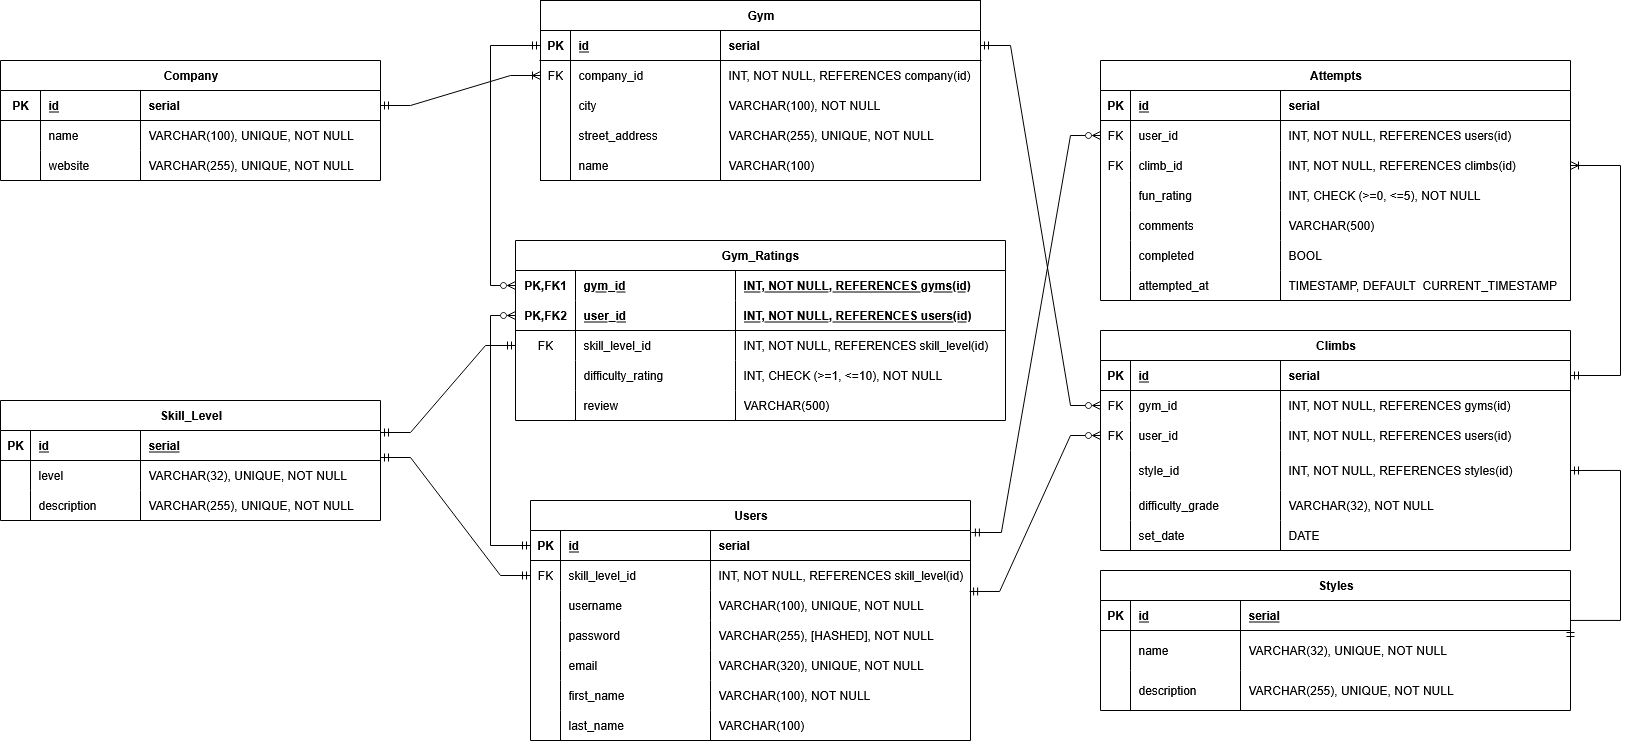 Company
PK id serial
name VARCHAR(100), UNIQUE, NOT NULL
website VARCHAR(255), UNIQUE, NOT NULL
Gym
PK id serial
FK company_id INT, NOT NULL, REFERENCES company(id)
city VARCHAR(100), NOT NULL
street_address VARCHAR(255), UNIQUE, NOT NULL
name VARCHAR(100)
Gym_Ratings
PK,FK1 gym_id INT, NOT NULL, REFERENCES gyms(id)
PK,FK2 user_id INT, NOT NULL, REFERENCES users(id)
FK skill_level_id INT, NOT NULL, REFERENCES skill_level(id)
difficulty_rating INT, CHECK (>=1, <=10), NOT NULL
review VARCHAR(500)
Skill_Level
PK id serial
level VARCHAR(32), UNIQUE, NOT NULL
description VARCHAR(255), UNIQUE, NOT NULL
Users
PK id serial
FK skill_level_id INT, NOT NULL, REFERENCES skill_level(id)
username VARCHAR(100), UNIQUE, NOT NULL
password VARCHAR(255), [HASHED], NOT NULL
email VARCHAR(320), UNIQUE, NOT NULL
first_name VARCHAR(100), NOT NULL
last_name VARCHAR(100)
Attempts
PK id serial
FK user_id INT, NOT NULL, REFERENCES users(id)
FK climb_id INT, NOT NULL, REFERENCES climbs(id)
fun_rating INT, CHECK (>=0, <=5), NOT NULL
comments VARCHAR(500)
completed BOOL
attempted_at TIMESTAMP, DEFAULT CURRENT_TIMESTAMP
Climbs
PK id serial
FK gym_id INT, NOT NULL, REFERENCES gyms(id)
FK user_id INT, NOT NULL, REFERENCES users(id)
style_id INT, NOT NULL, REFERENCES styles(id)
difficulty_grade VARCHAR(32), NOT NULL
set_date DATE
Styles
PK id serial
name VARCHAR(32), UNIQUE, NOT NULL
description VARCHAR(255), UNIQUE, NOT NULL